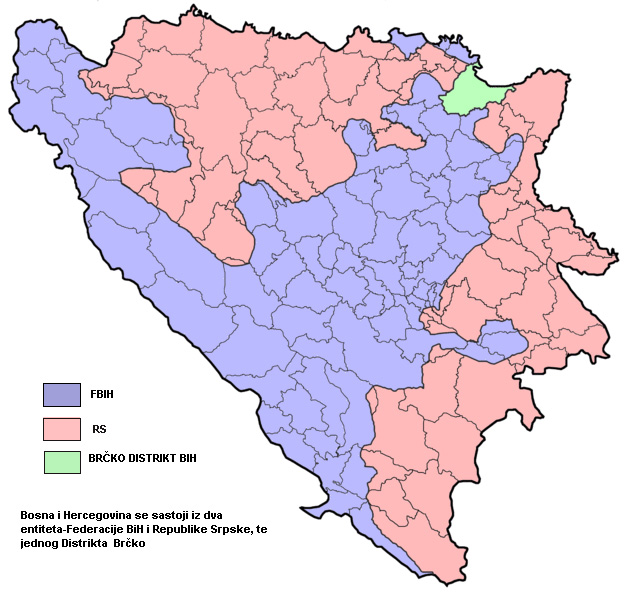 FBIH
RS
BRČKO DISTRIKT BIH
Bosna i Hercegovina se sastoji iz dva
entiteta-Federacije BiH i Republike Srpske, te
jednog Distrikta Brčko